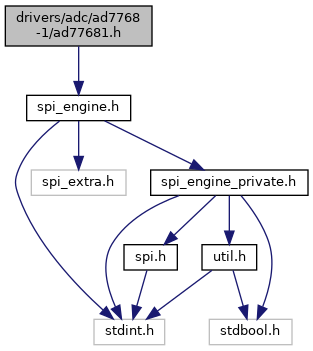 drivers/adc/ad7768
-1/ad77681.h
spi_engine.h
spi_extra.h
spi_engine_private.h
spi.h
util.h
stdint.h
stdbool.h